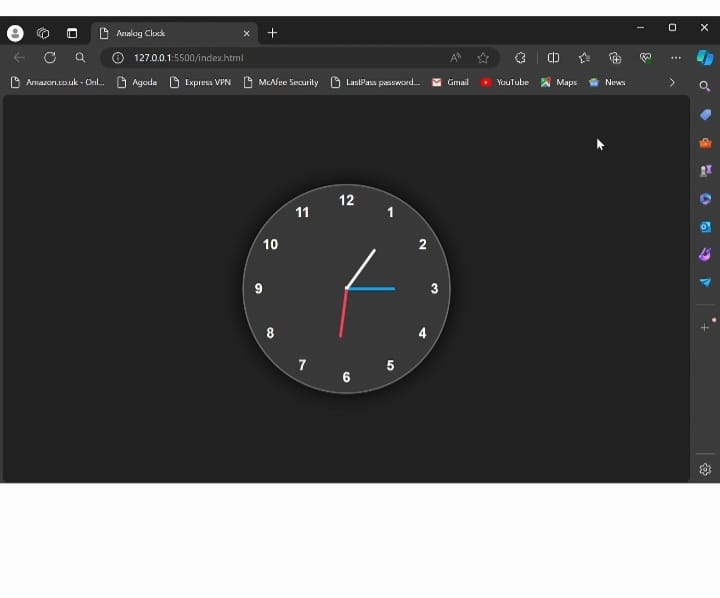 Analog Clock
127.0.0.1:5500/index.html
Amazon.co.uk - Onl... Agoda Express VPN McAfee Security LastPass password... Gmail YouTube Maps News
12
11 1
10 2
9 3
8 4
7 5
6